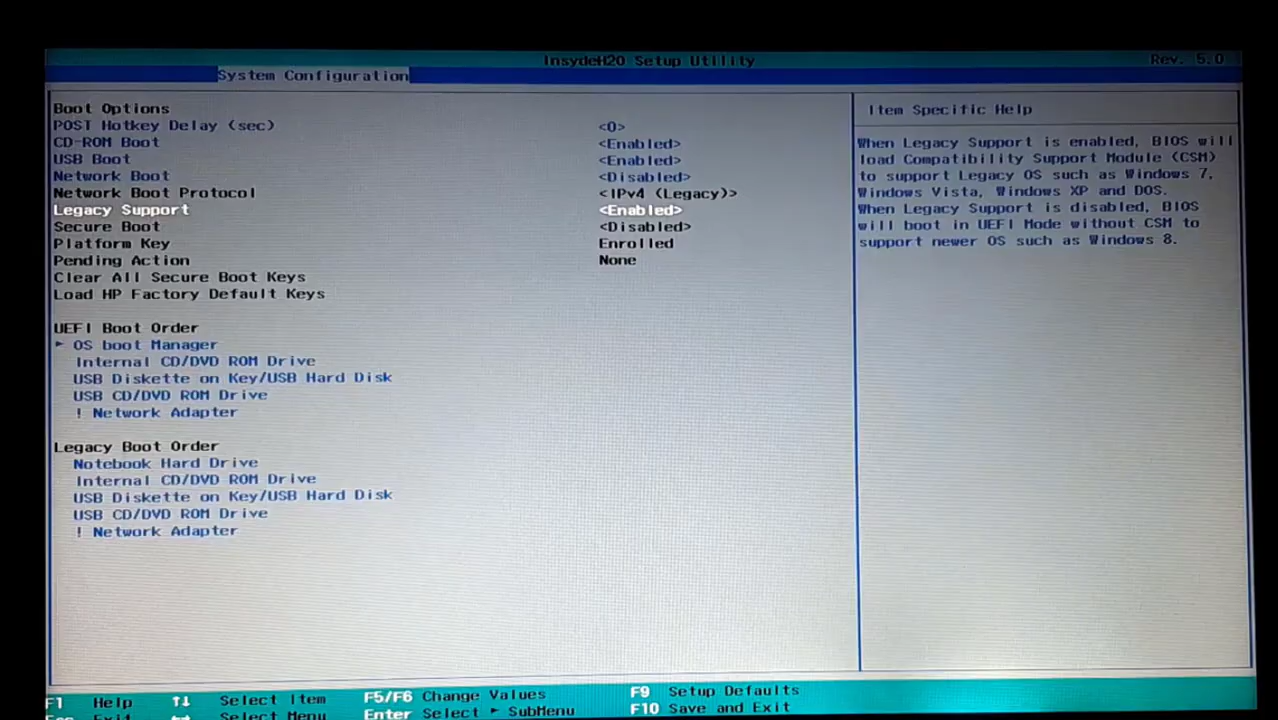 InsydeH20 Setup Utility Rev. 5.0
System Configuration
Boot Options
POST Hotkey Delay (sec) <0>
CD-ROM Boot <Enabled>
USB Boot <Enabled>
Network Boot <Disabled>
Network Boot Protocol <IPv4 (Legacy)>
Legacy Support <Enabled>
Secure Boot <Disabled>
Platform Key Enrolled
Pending Action None
Clear All Secure Boot Keys
Load HP Factory Default Keys
UEFI Boot Order
► OS boot Manager
Internal CD/DVD ROM Drive
USB Diskette on Key/USB Hard Disk
USB CD/DVD ROM Drive
! Network Adapter
Legacy Boot Order
Notebook Hard Drive
Internal CD/DVD ROM Drive
USB Diskette on Key/USB Hard Disk
USB CD/DVD ROM Drive
! Network Adapter
Item Specific Help
When Legacy Support is enabled, BIOS will
load Compatibility Support Module (CSM)
to support Legacy OS such as Windows 7,
Windows Vista, Windows XP and DOS.
When Legacy Support is disabled, BIOS
will boot in UEFI Mode without CSM to
support newer OS such as Windows 8.
F1 Help ↑↓ Select Item F5/F6 Change Values F9 Setup Defaults
Esc Exit ←→ Select Menu Enter Select ► SubMenu F10 Save and Exit